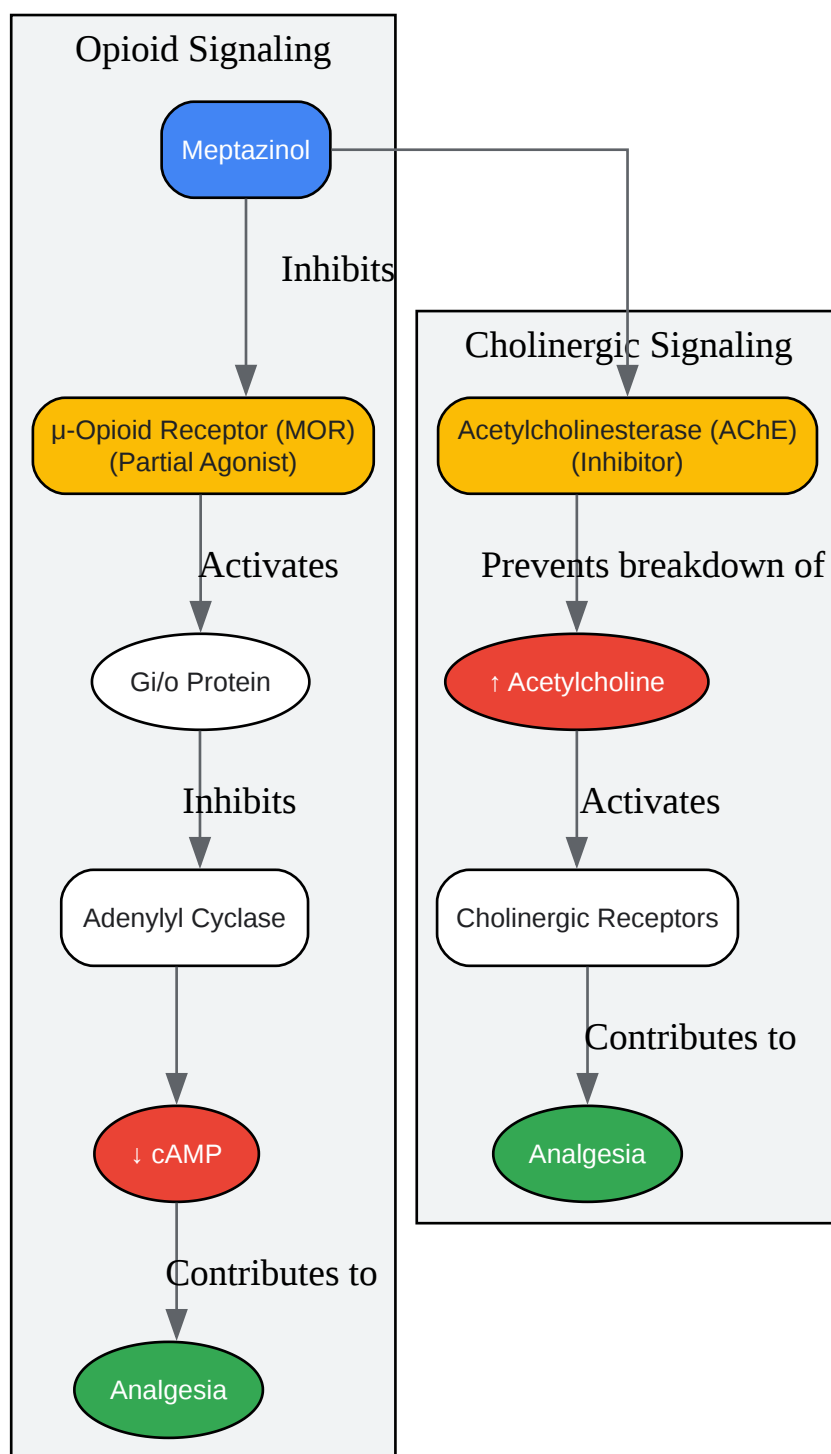 Opioid Signaling
Meptazinol
Inhibits
μ-Opioid Receptor (MOR)
(Partial Agonist)
Activates
Gi/o Protein
Inhibits
Adenylyl Cyclase
↓ cAMP
Contributes to
Analgesia
Cholinergic Signaling
Acetylcholinesterase (AChE)
(Inhibitor)
Prevents breakdown of
↑ Acetylcholine
Activates
Cholinergic Receptors
Contributes to
Analgesia